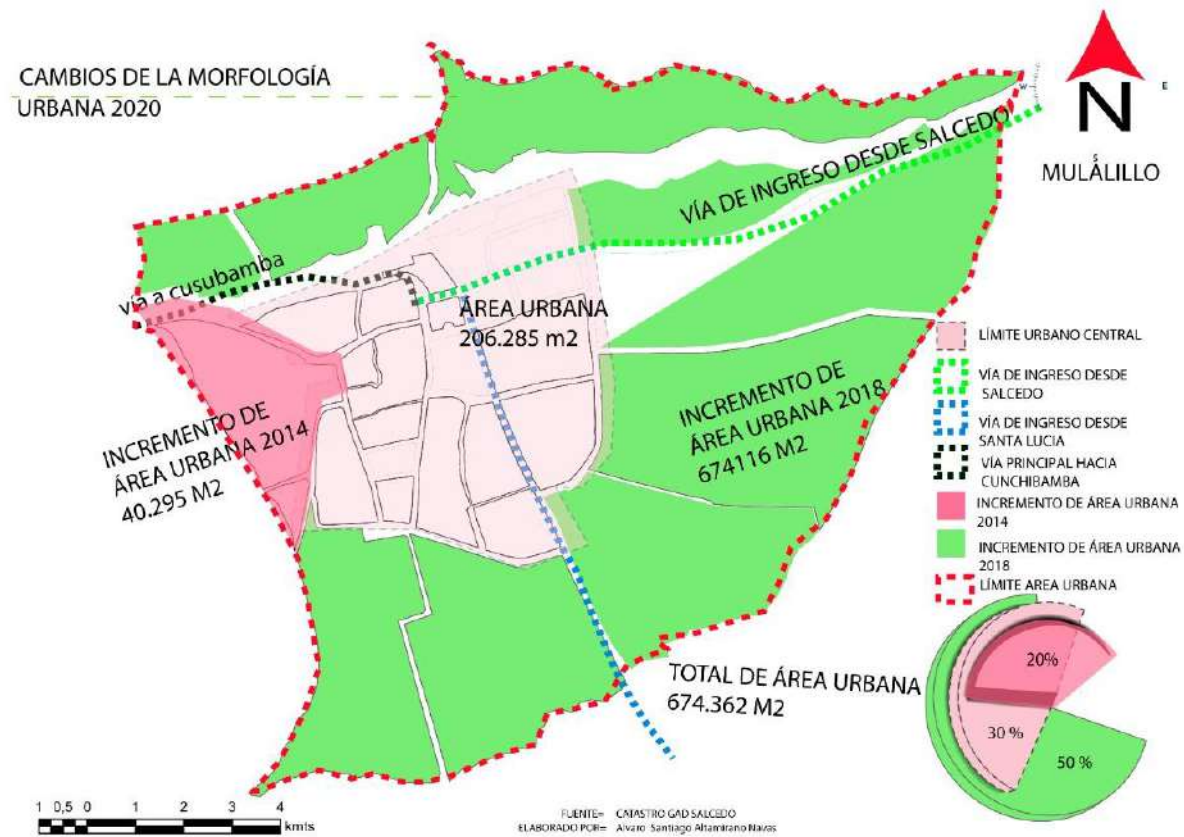 CAMBIOS DE LA MORFOLOGÍA
URBANA 2020
N
W
E
S
MULALILLO
VÍA DE INGRESO DESDE SALCEDO
vía a cusubamba
ÁREA URBANA
206.285 m2
INCREMENTO DE
ÁREA URBANA 2014
40.295 M2
INCREMENTO DE
ÁREA URBANA 2018
674116 M2
TOTAL DE ÁREA URBANA
674.362 M2
LÍMITE URBANO CENTRAL
VÍA DE INGRESO DESDE
SALCEDO
VÍA DE INGRESO DESDE
SANTA LUCIA
VÍA PRINCIPAL HACIA
CUNCHIBAMBA
INCREMENTO DE ÁREA URBANA
2014
INCREMENTO DE ÁREA URBANA
2018
LÍMITE AREA URBANA
20%
30 %
50 %
1 0,5 0 1 2 3 4
kmts
FUENTE= CATASTRO GAD SALCEDO
ELABORADO POR= Alvaro Santiago Altamirano Navas